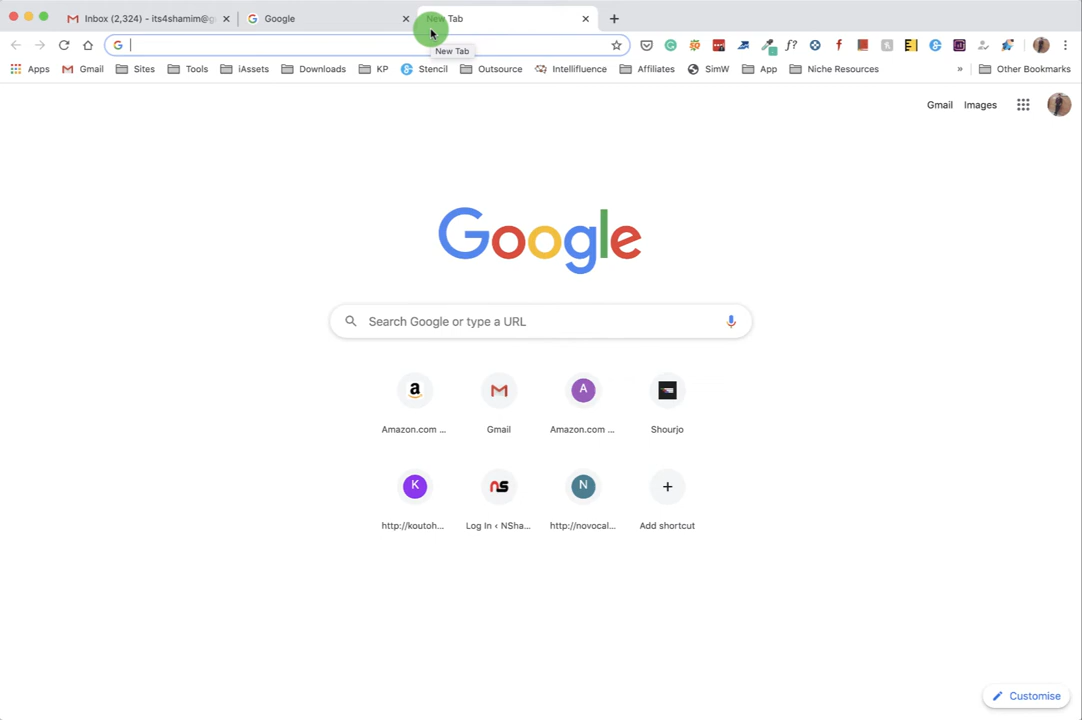 Inbox (2,324) - its4shamim@g
Google
New Tab
New Tab
Apps
Gmail
Sites
Tools
iAssets
Downloads
KP
Stencil
Outsource
Intellifluence
Affiliates
SimW
App
Niche Resources
»
Other Bookmarks
Gmail
Images
Google
Search Google or type a URL
Amazon.com ...
Gmail
A
Amazon.com ...
Shourjo
K
http://koutoh...
ns
Log In ‹ NSha...
N
http://novocal...
Add shortcut
Customise